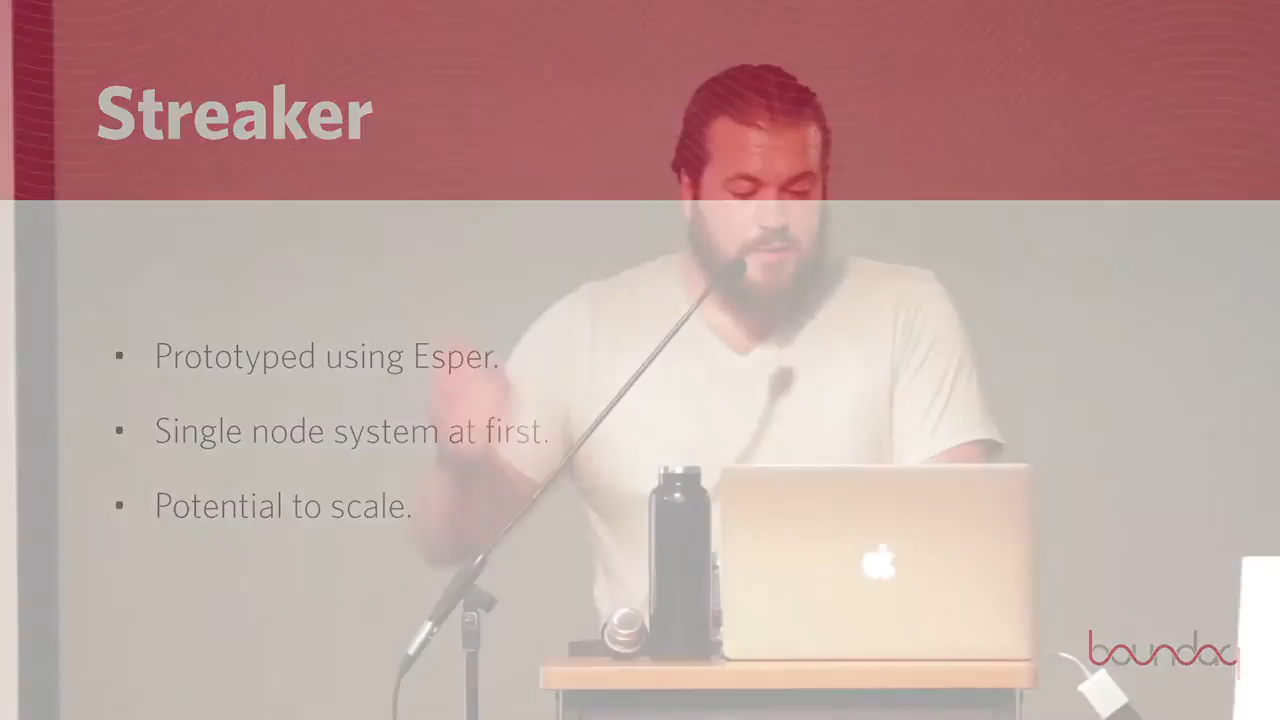 Streaker
• Prototyped using Esper.
• Single node system at first.
• Potential to scale.
boundary